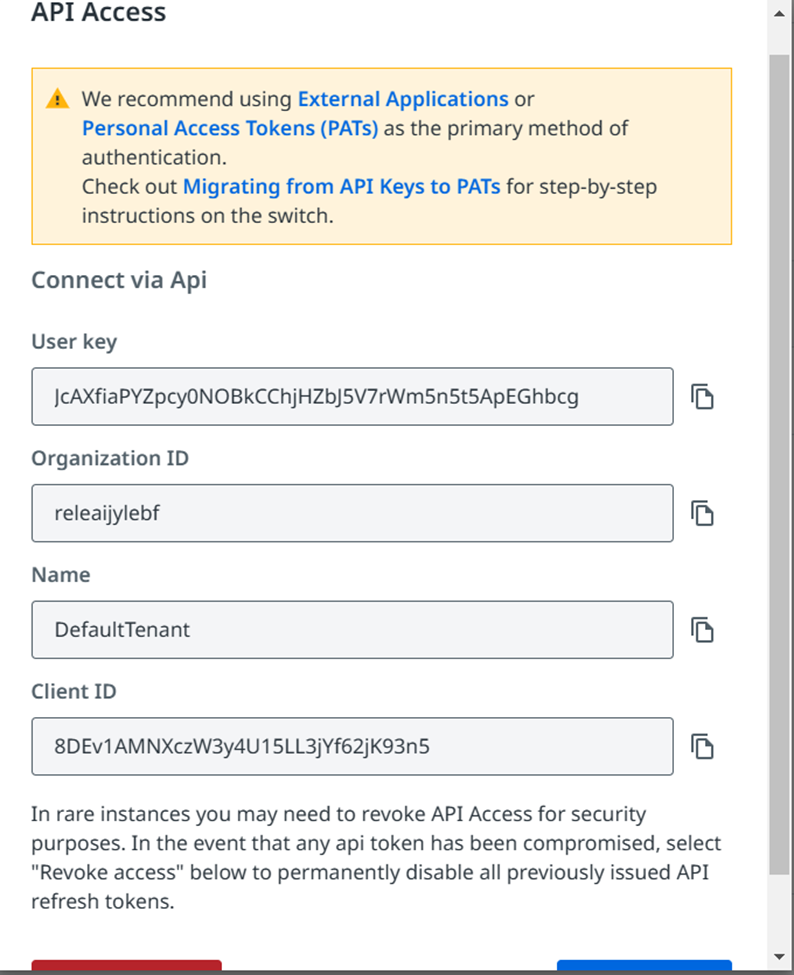 API Access
We recommend using External Applications or
Personal Access Tokens (PATs) as the primary method of
authentication.
Check out Migrating from API Keys to PATs for step-by-step
instructions on the switch.
Connect via Api
User key
JcAXfiaPYZpcy0NOBkCChjHZbJ5V7rWm5n5t5ApEGhbcg
Organization ID
releaijylebf
Name
DefaultTenant
Client ID
8DEv1AMNXczW3y4U15LL3jYf62jK93n5
In rare instances you may need to revoke API Access for security
purposes. In the event that any api token has been compromised, select
"Revoke access" below to permanently disable all previously issued API
refresh tokens.